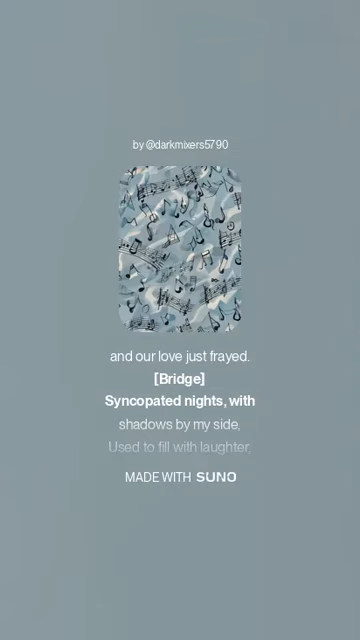 by @darkmixers5790
and our love just frayed.
[Bridge]
Syncopated nights, with
shadows by my side,
Used to fill with laughter,
MADE WITH SUNO